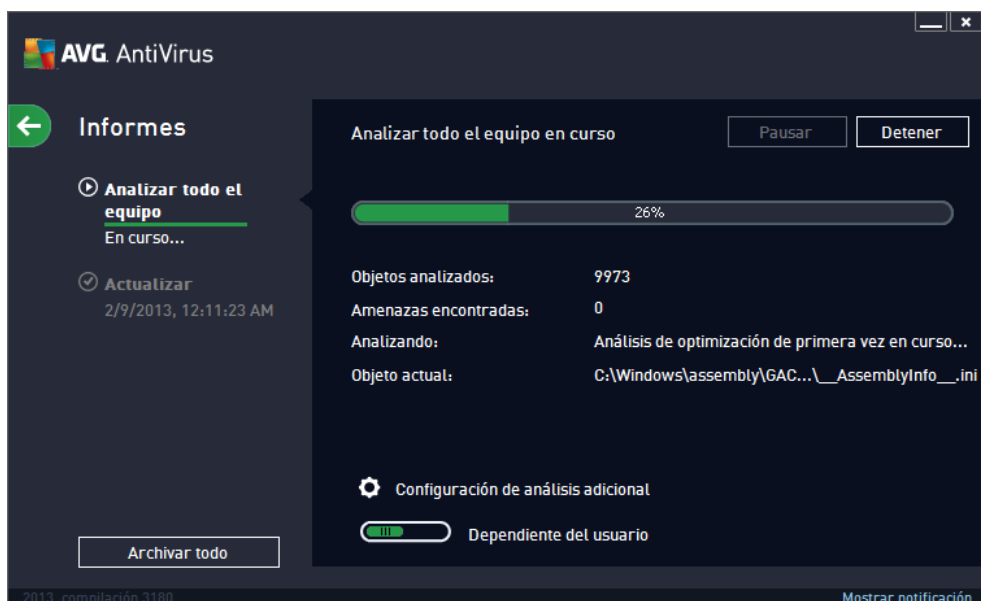 AVG. AntiVirus
Informes
Analizar todo el
equipo
En curso...
Actualizar
2/9/2013, 12:11:23 AM
Archivar todo
Analizar todo el equipo en curso
Pausar
Detener
26%
Objetos analizados: 9973
Amenazas encontradas: 0
Analizando: Análisis de optimización de primera vez en curso...
Objeto actual: C:\Windows\assembly\GAC...\__AssemblyInfo__.ini
Configuración de análisis adicional
Dependiente del usuario
2013 compilación 3180
Mostrar notificación